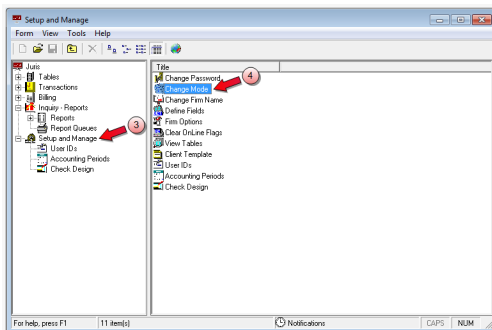 Setup and Manage
Form View Tools Help
Juris
Tables
Transactions
Billing
Inquiry - Reports
Reports
Report Queues
Setup and Manage
User IDs
Accounting Periods
Check Design
3
Title
Change Password
Change Mode
Change Firm Name
Define Fields
Firm Options
Clear OnLine Flags
View Tables
Client Template
User IDs
Accounting Periods
Check Design
4
For help, press F1 11 item(s) Notifications CAPS NUM